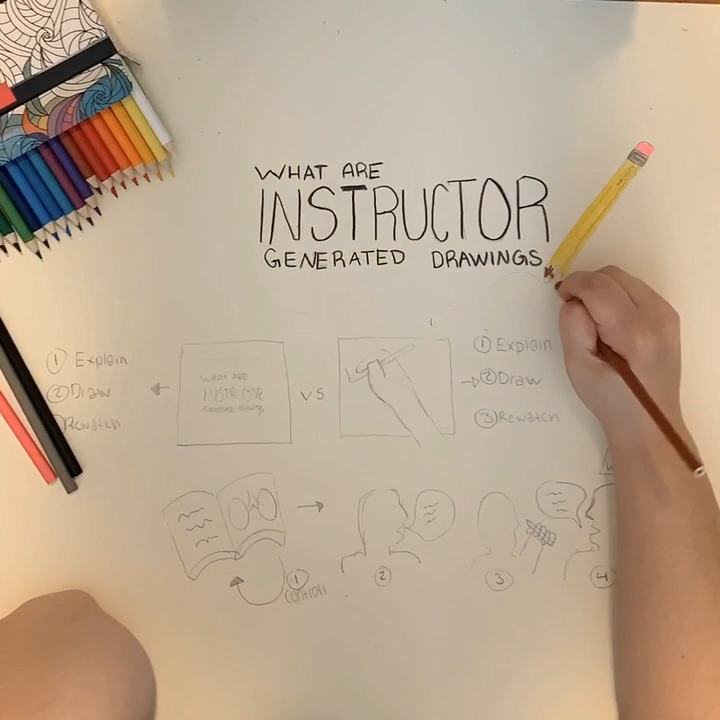 WHAT ARE
INSTRUCTOR
GENERATED DRAWINGS
1 Explain
2 Draw
Rewatch
WHAT ARE
INSTRUCTOR
VS
1 Explain
2 Draw
3 Rewatch
1
2
3
4